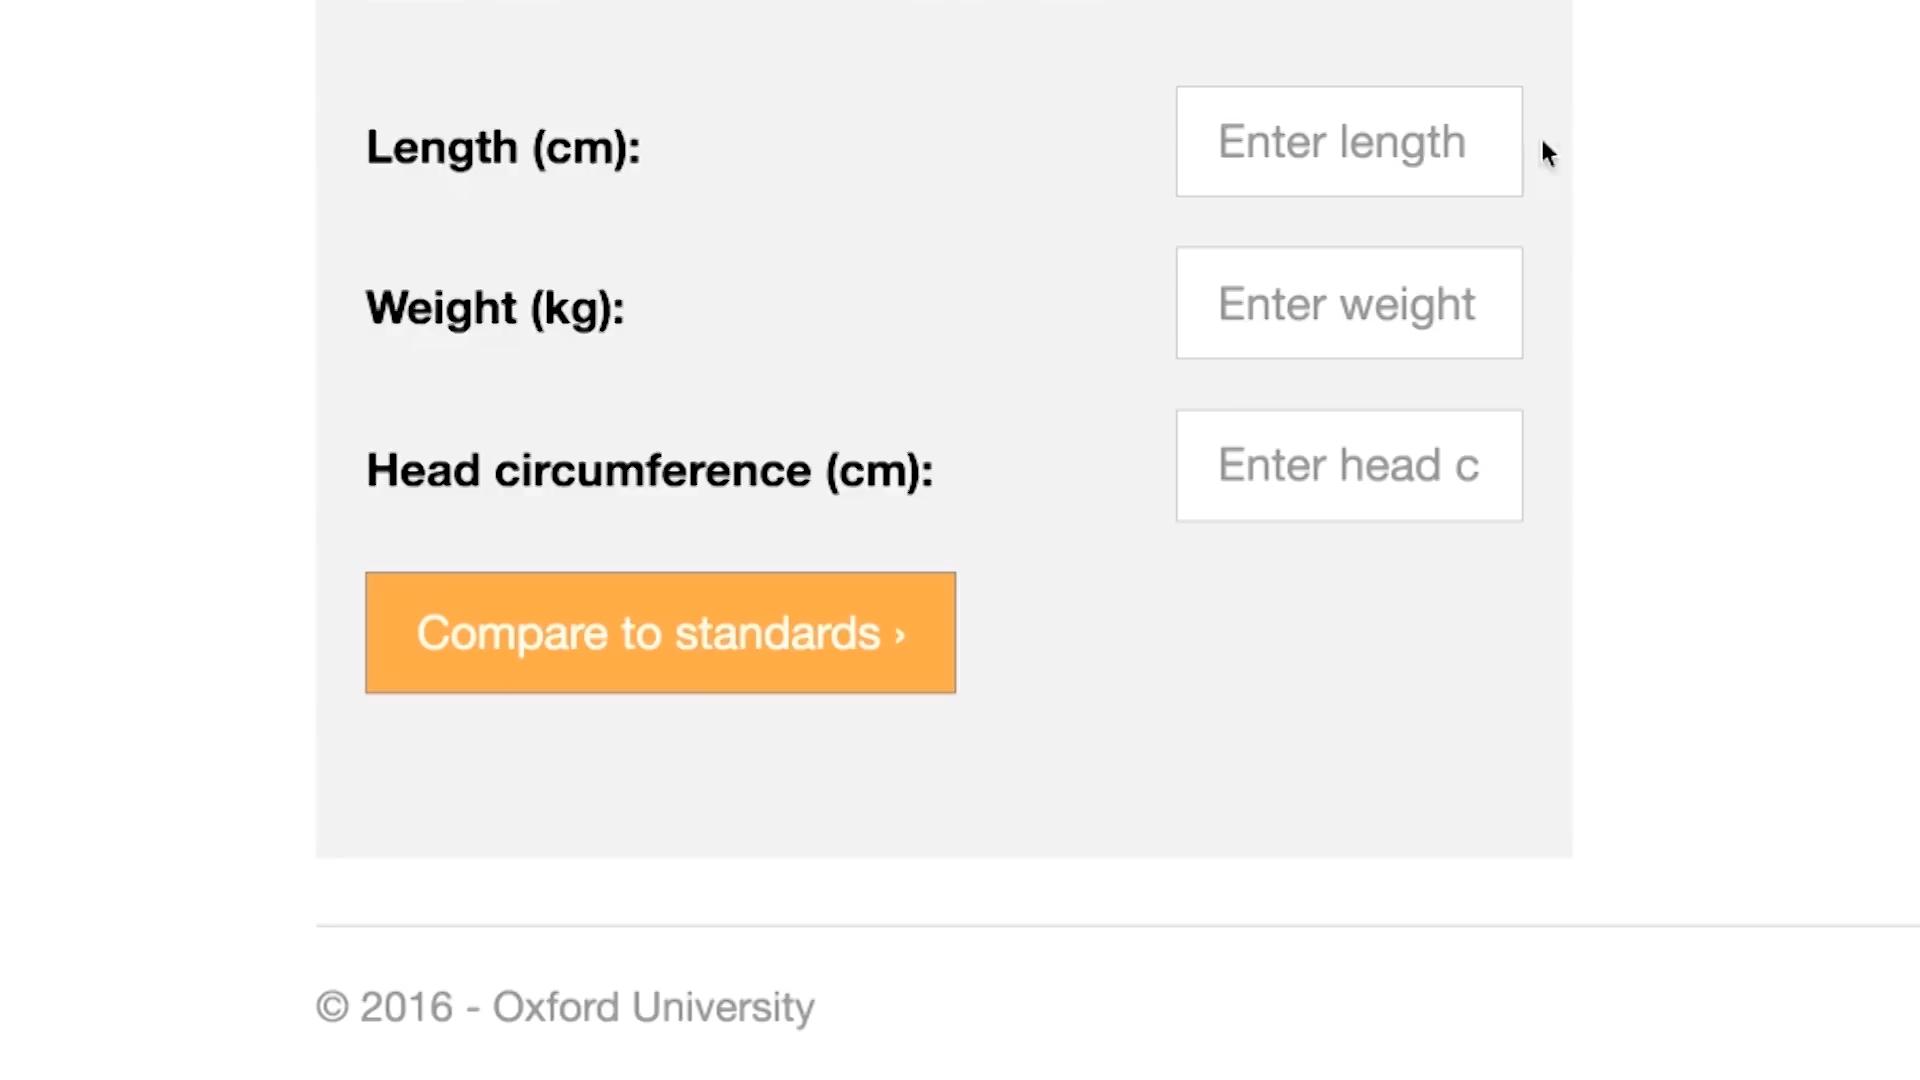 Length (cm):
Enter length
Weight (kg):
Enter weight
Head circumference (cm):
Enter head c
Compare to standards ›
© 2016 - Oxford University